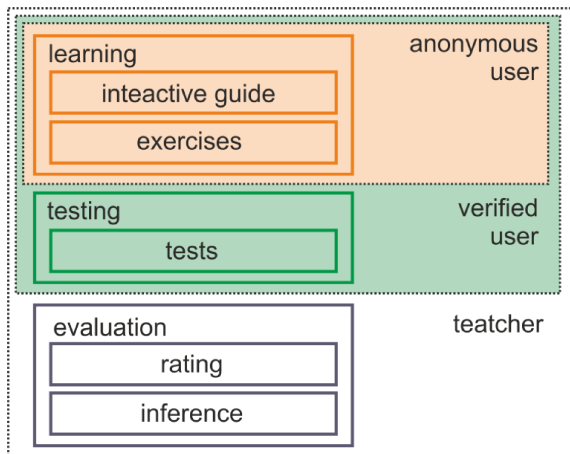 learning
anonymous
user
inteactive guide
exercises
testing
verified
user
tests
evaluation
teatcher
rating
inference